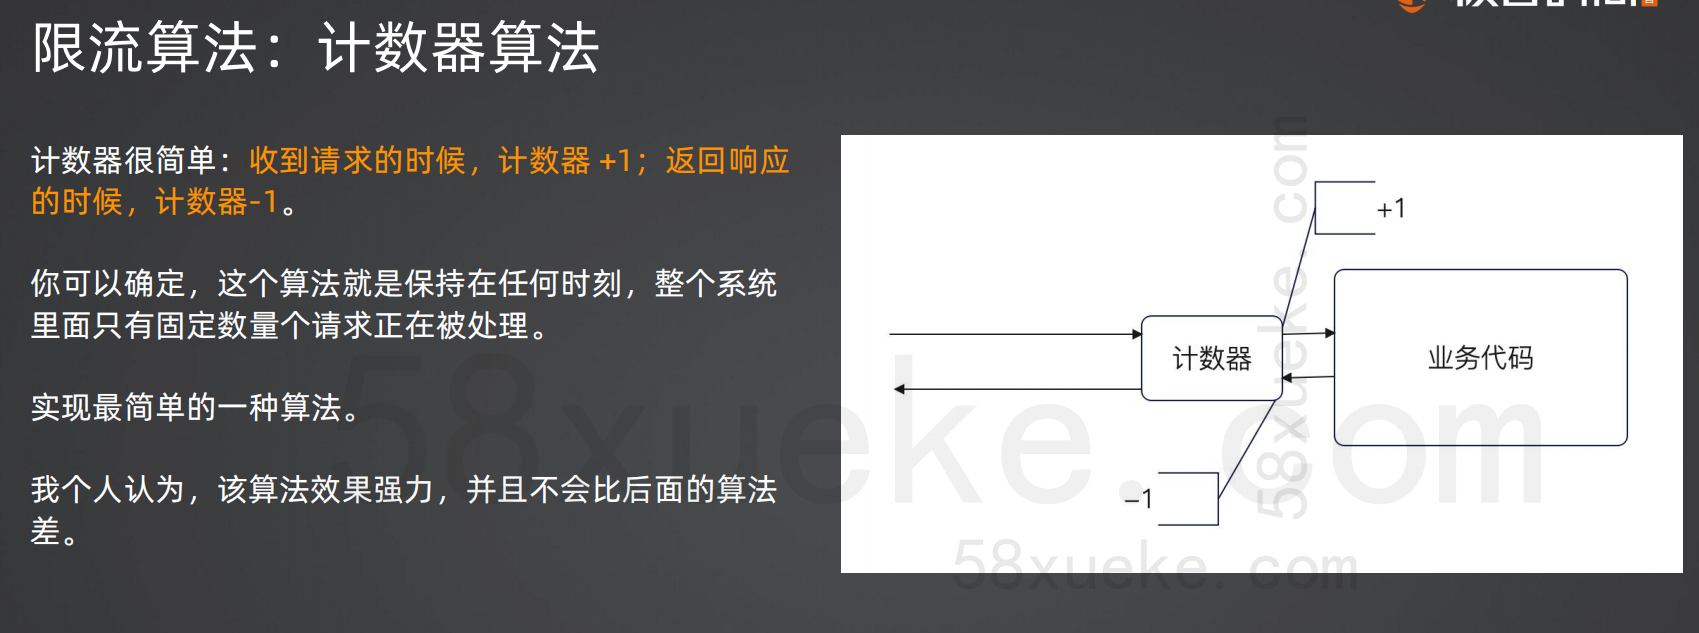 限流算法：计数器算法
计数器很简单：收到请求的时候，计数器 +1；返回响应
的时候，计数器-1。
你可以确定，这个算法就是保持在任何时刻，整个系统
里面只有固定数量个请求正在被处理。
实现最简单的一种算法。
我个人认为，该算法效果强力，并且不会比后面的算法
差。
+1
计数器
业务代码
-1
58xueke.com
58xueke.com
58xueke.com